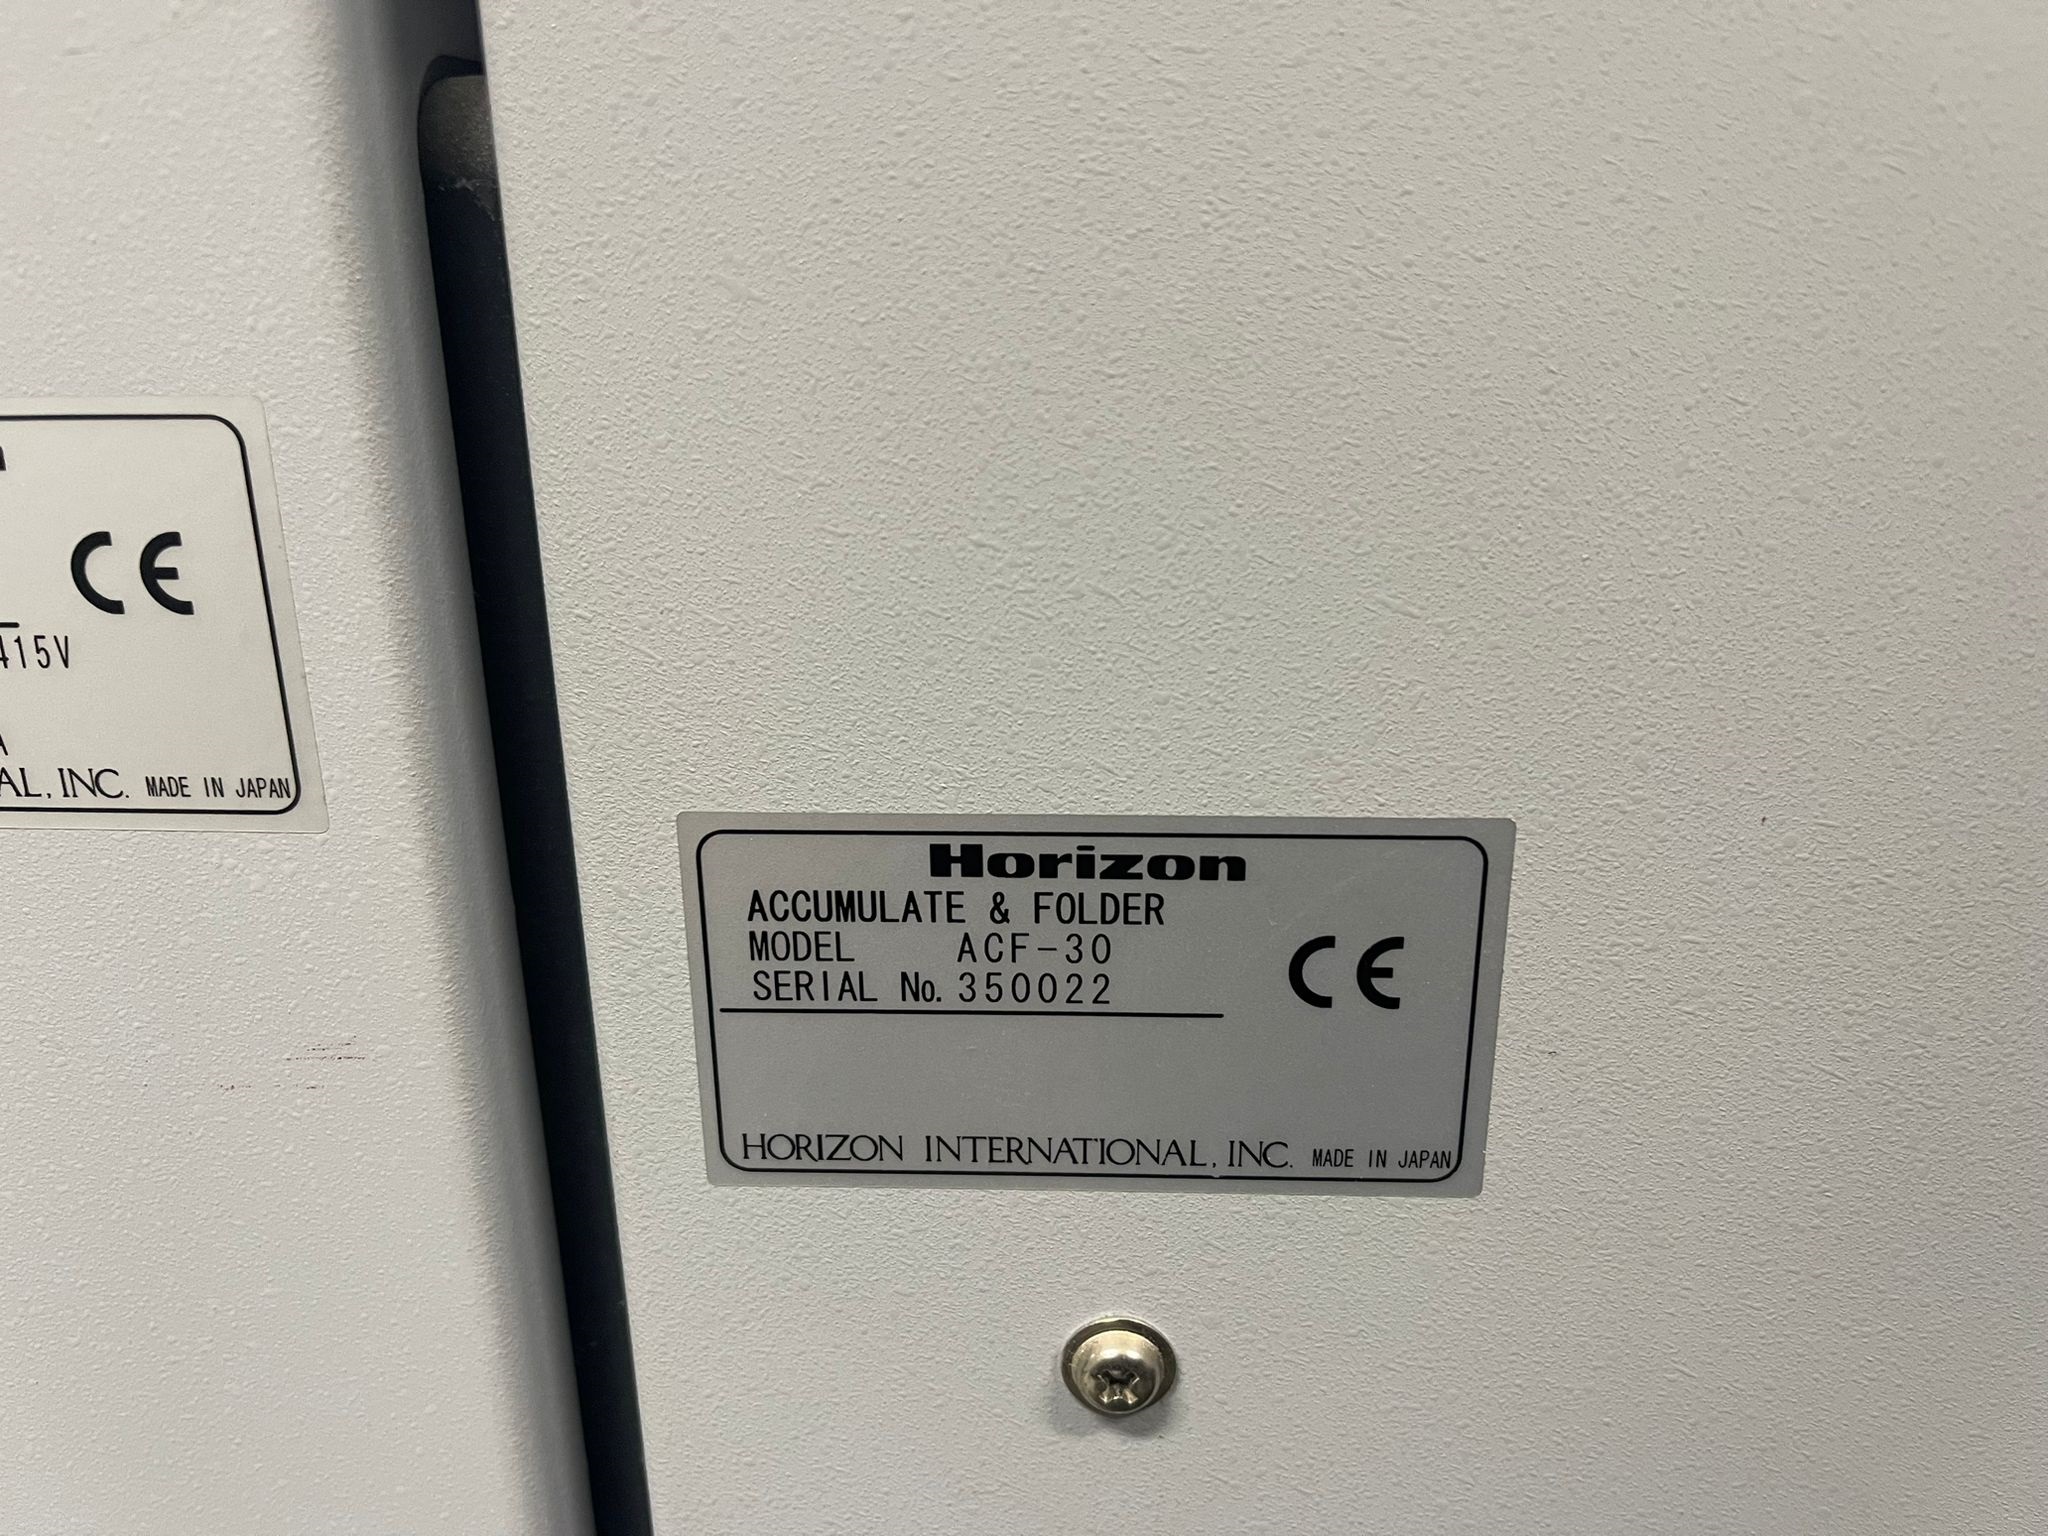 CE
415V
AL, INC. MADE IN JAPAN
Horizon
ACCUMULATE & FOLDER
MODEL ACF-30
SERIAL No. 350022
CE
HORIZON INTERNATIONAL, INC. MADE IN JAPAN